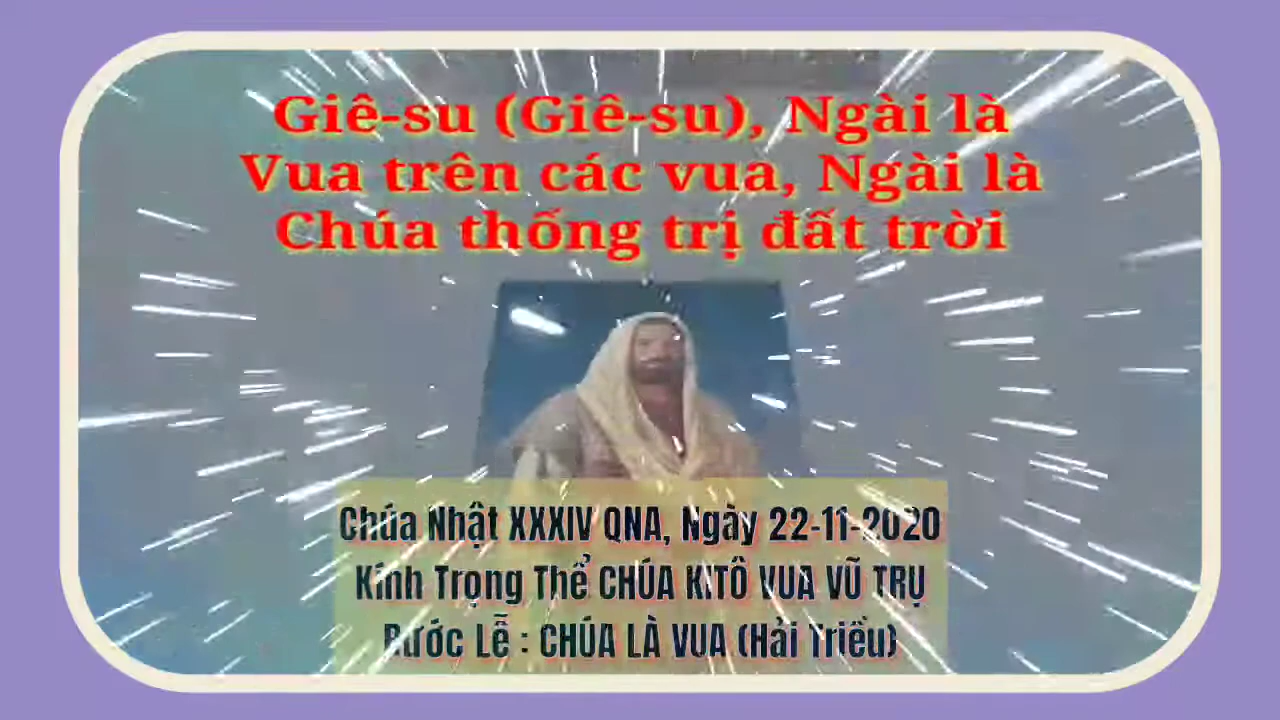 Giê-su (Giê-su), Ngài là
Vua trên các vua, Ngài là
Chúa thống trị đất trời
Chúa Nhật XXXIV QNA, Ngày 22-11-2020
Kính Trọng Thể CHÚA KITÔ VUA VŨ TRỤ
Rước Lễ : CHÚA LÀ VUA (Hải Triều)